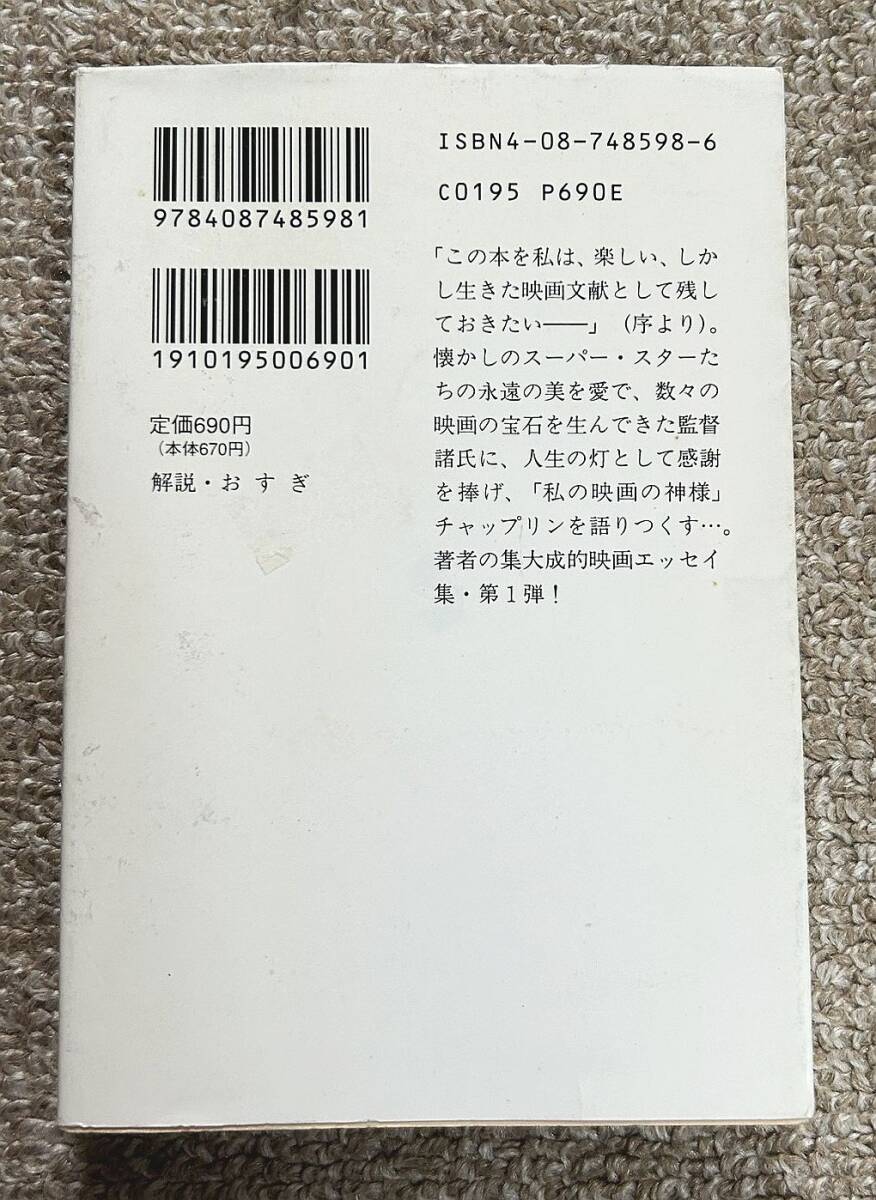 9784087485981
1910195006901
定価690円
(本体670円)
解説・おすぎ
ISBN4-08-748598-6
C0195 P690E
「この本を私は、楽しい、しか
し生きた映画文献として残し
ておきたい――」(序より)。
懐かしのスーパー・スターた
ちの永遠の美を愛で、数々の
映画の宝石を生んできた監督
諸氏に、人生の灯として感謝
を捧げ、「私の映画の神様」
チャップリンを語りつくす…。
著者の集大成的映画エッセイ
集・第1弾!